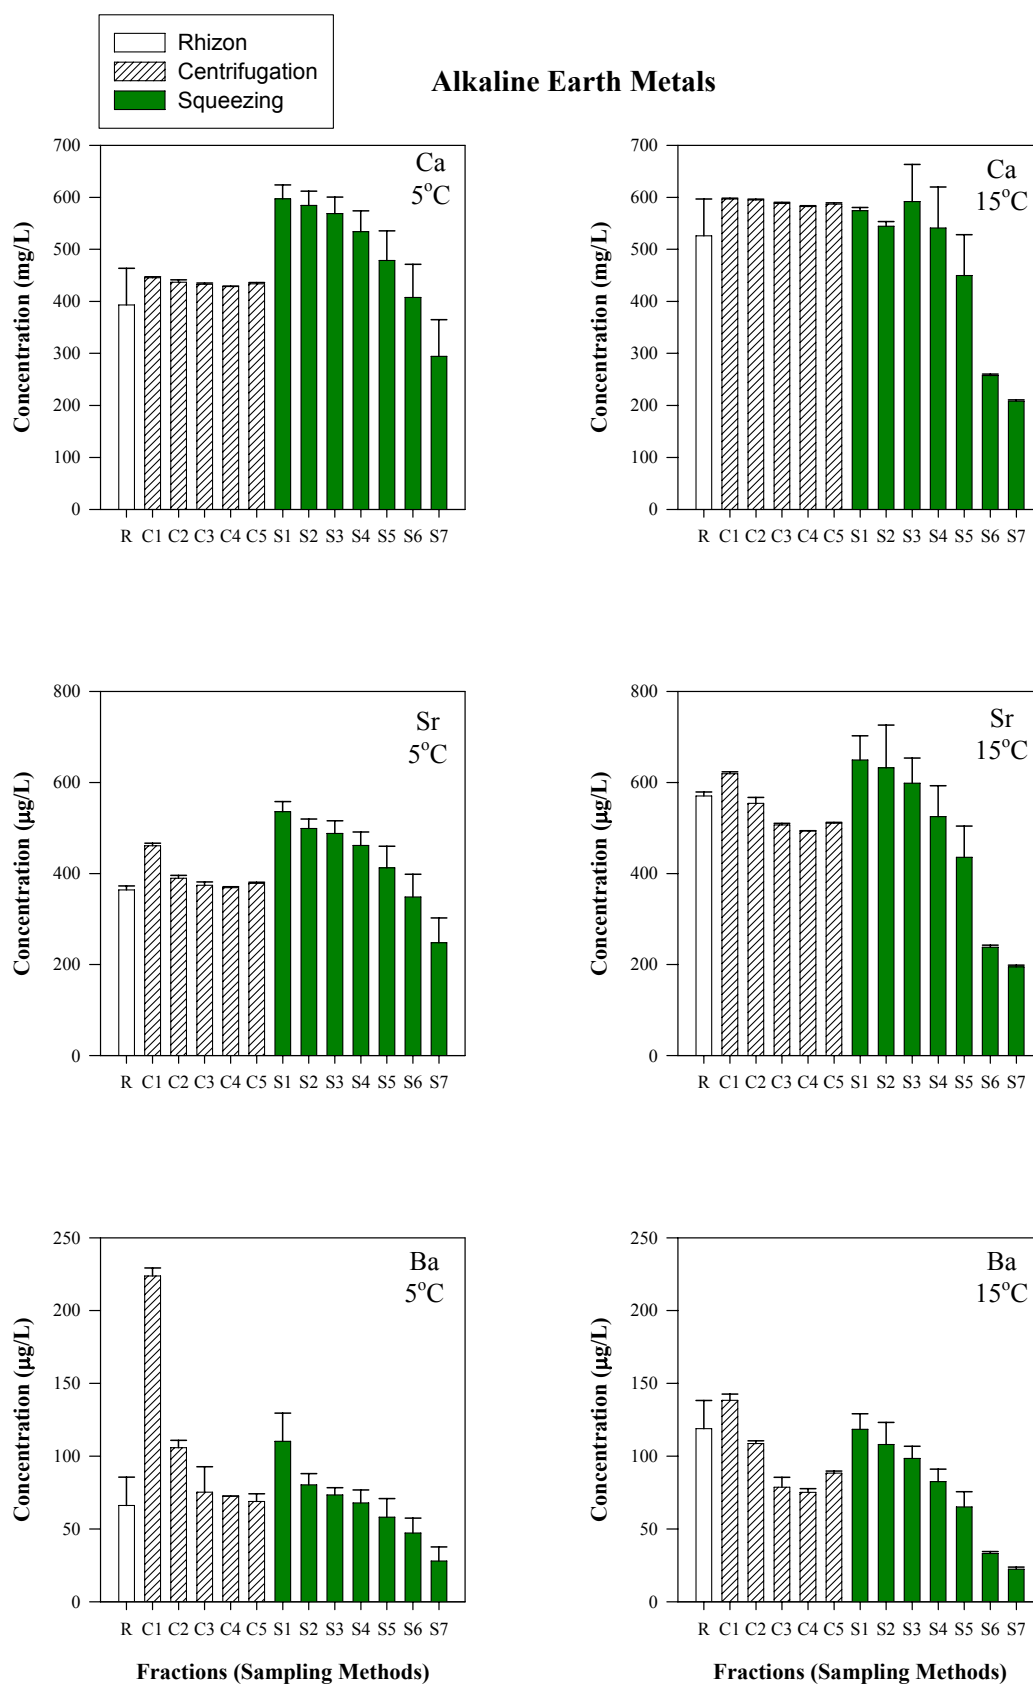 Rhizon
Centrifugation
Squeezing
Alkaline Earth Metals
Concentration (mg/L)
700
600
500
400
300
200
100
0
Ca
5°C
R C1 C2 C3 C4 C5 S1 S2 S3 S4 S5 S6 S7
Concentration (mg/L)
700
600
500
400
300
200
100
0
Ca
15°C
R C1 C2 C3 C4 C5 S1 S2 S3 S4 S5 S6 S7
Concentration (µg/L)
800
600
400
200
0
Sr
5°C
R C1 C2 C3 C4 C5 S1 S2 S3 S4 S5 S6 S7
Concentration (µg/L)
800
600
400
200
0
Sr
15°C
R C1 C2 C3 C4 C5 S1 S2 S3 S4 S5 S6 S7
Concentration (µg/L)
250
200
150
100
50
0
Ba
5°C
R C1 C2 C3 C4 C5 S1 S2 S3 S4 S5 S6 S7
Fractions (Sampling Methods)
Concentration (µg/L)
250
200
150
100
50
0
Ba
15°C
R C1 C2 C3 C4 C5 S1 S2 S3 S4 S5 S6 S7
Fractions (Sampling Methods)